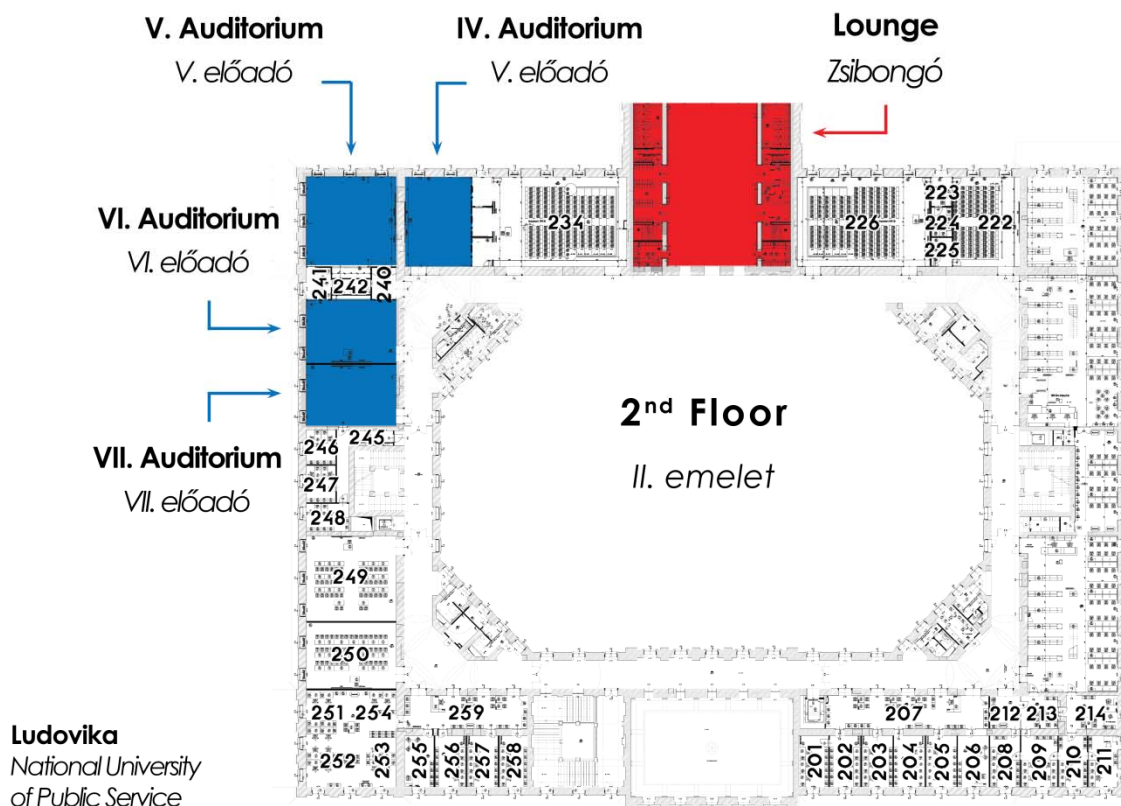 V. Auditorium
V. előadó
IV. Auditorium
V. előadó
Lounge
Zsibongó
VI. Auditorium
VI. előadó
VII. Auditorium
VII. előadó
2nd Floor
II. emelet
234
226
223
224
225
222
241
242
240
245
246
247
248
249
250
251
254
252
253
259
255
256
257
258
207
212
213
214
201
202
203
204
205
206
208
209
210
211
Ludovika
National University
of Public Service